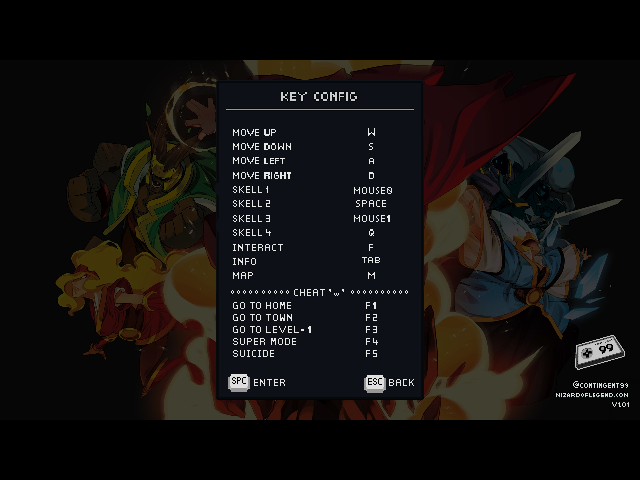 KEY CONFIG
MOVE UP W
MOVE DOWN S
MOVE LEFT A
MOVE RIGHT D
SKELL 1 MOUSE0
SKELL 2 SPACE
SKELL 3 MOUSE1
SKELL 4 Q
INTERACT F
INFO TAB
MAP M
********** CHEAT 'w' **********
GO TO HOME F1
GO TO TOWN F2
GO TO LEVEL-1 F3
SUPER MODE F4
SUICIDE F5
SPC ENTER ESC BACK
99
@CONTINGENT99
WIZARDOFLEGEND.COM
V1.01